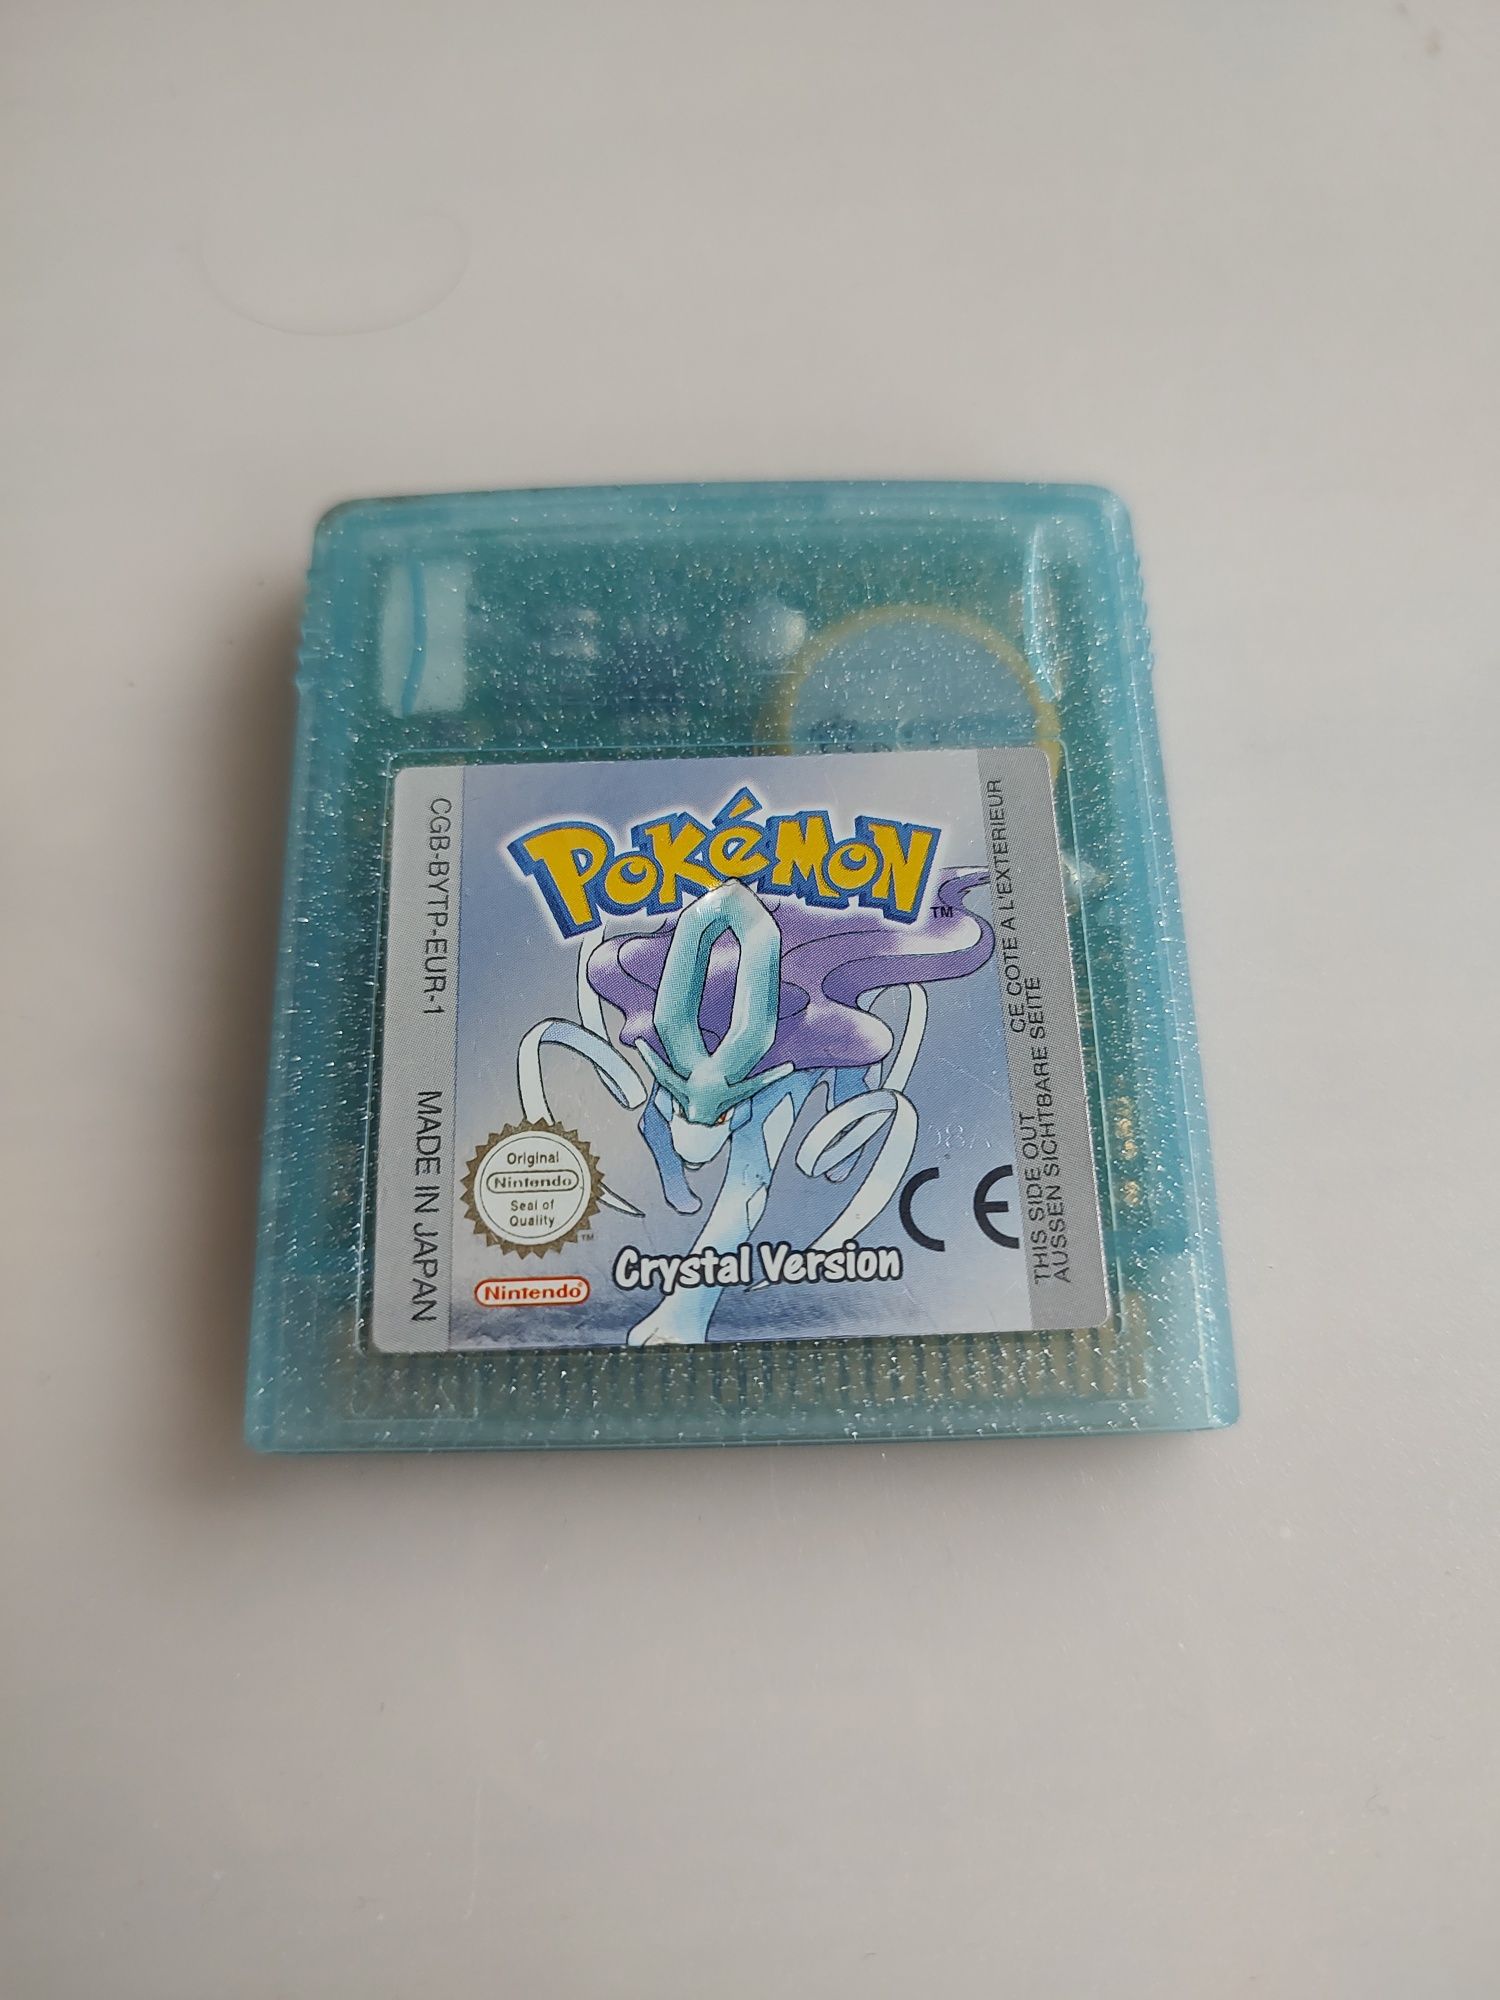 CGB-BYTP-EUR-1 MADE IN JAPAN
POKéMON
TM
Original
Nintendo
Seal of
Quality
TM
Nintendo
Crystal Version
CE
CE COTE A L'EXTERIEUR
THIS SIDE OUT
AUSSEN SICHTBARE SEITE